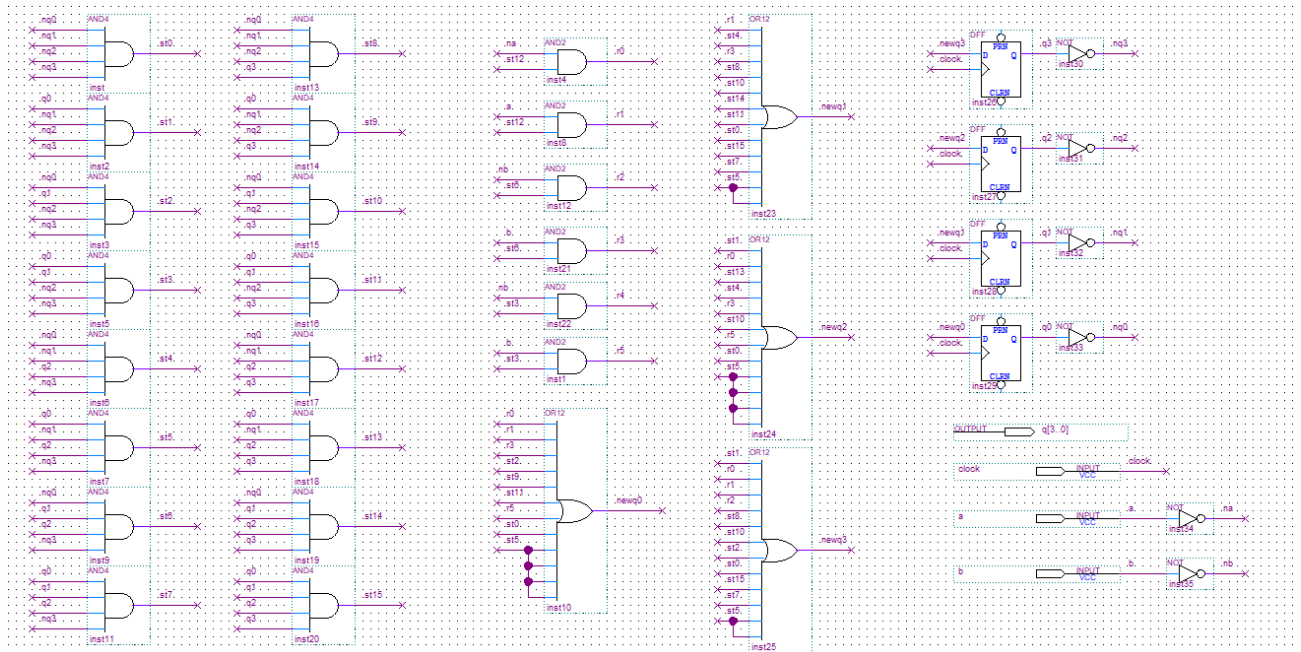 AND4
.nq0
nq1
nq2
nq3
.st0.
inst
AND4
.nq0
nq1
nq2
q3
.st8.
inst13
AND4
q0
nq1
nq2
nq3
.st1.
inst2
AND4
q0
nq1
nq2
q3
.st9.
inst14
AND4
nq0
q1
nq2
nq3
.st2.
inst3
AND4
nq0
q1
nq2
q3
.st10
inst15
AND4
q0
q1
nq2
nq3
.st3.
inst5
AND4
q0
q1
nq2
q3
.st11
inst16
AND4
nq0
nq1
q2
nq3
.st4.
inst6
AND4
nq0
nq1
q2
q3
.st12
inst17
AND4
q0
nq1
q2
nq3
.st5.
inst7
AND4
q0
nq1
q2
q3
.st13
inst18
AND4
nq0
q1
q2
nq3
.st6.
inst9
AND4
nq0
q1
q2
q3
.st14
inst19
AND4
q0
q1
q2
nq3
.st7
inst11
AND4
q0
q1
q2
q3
.st15
inst20
AND2
.na
st12
r0
inst4
AND2
.a.
st12
r1
inst8
AND2
nb
.st6.
r2
inst12
AND2
.b.
st6
r3
inst21
AND2
nb
.st3
r4
inst22
AND2
.b.
st3.
r5
inst1
OR12
r0
.r1
.r3
.st2
.st9.
.st11
.r5
.st0
.st5.
newq0
inst10
OR12
.r1
st4.
r3
st8.
st10
st14
st11
st0.
st15
st7.
st5.
.newq1
inst23
OR12
st1.
r0
st13
st4.
r3
st10
r5
st0.
st5.
.newq2
inst24
OR12
st1.
r0
r1
r2
st8
st10
st2.
st0.
st15
st7.
st5.
.newq3
inst25
DFF
.newq3
clock.
PRN
D
Q
CLRN
inst26
q3
NOT
inst30
nq3
DFF
.newq2
.clock.
PRN
D
Q
CLRN
inst27
.q2
NOT
inst31
.nq2
DFF
newq1
clock.
PRN
D
Q
CLRN
inst28
.q1
NOT
inst32
.nq1
DFF
newq0
clock.
PRN
D
Q
CLRN
inst29
q0
NOT
inst33
.nq0
OUTPUT
q[3..0]
clock
INPUT
VCC
clock.
a
INPUT
VCC
.a.
NOT
inst34
.na
b
INPUT
VCC
.b.
NOT
inst35
.nb